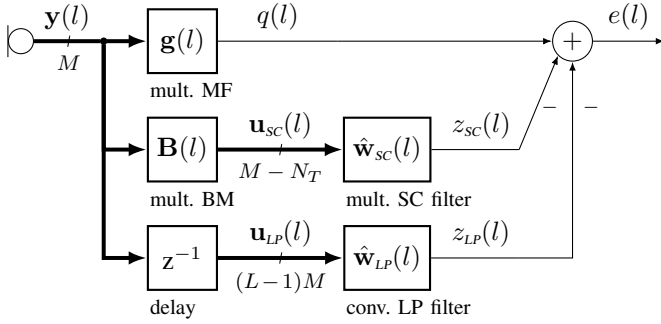 y(l) g(l) q(l) + e(l)
M
mult. MF
B(l) u_SC(l) ŵ_SC(l) z_SC(l) − −
M − N_T
mult. BM mult. SC filter
z⁻¹ u_LP(l) ŵ_LP(l) z_LP(l)
(L−1)M
delay conv. LP filter